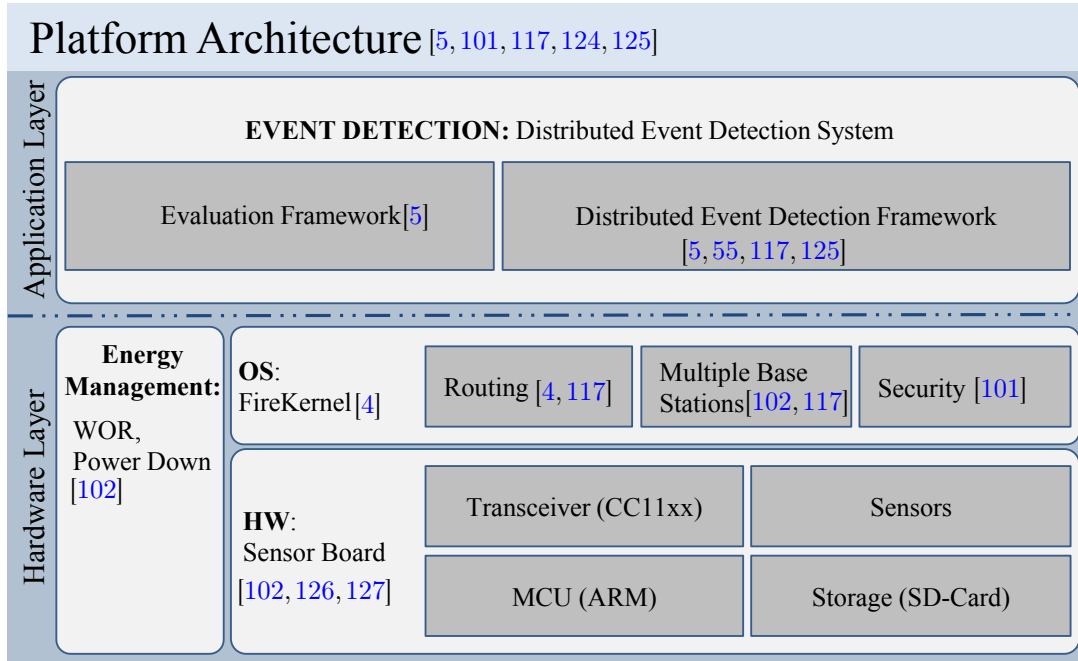 Platform Architecture [5, 101, 117, 124, 125]
Application Layer
EVENT DETECTION: Distributed Event Detection System
Evaluation Framework[5]
Distributed Event Detection Framework
[5, 55, 117, 125]
Hardware Layer
Energy
Management:
WOR,
Power Down
[102]
OS:
FireKernel[4]
Routing [4, 117]
Multiple Base
Stations[102, 117]
Security [101]
HW:
Sensor Board
[102, 126, 127]
Transceiver (CC11xx)
Sensors
MCU (ARM)
Storage (SD-Card)